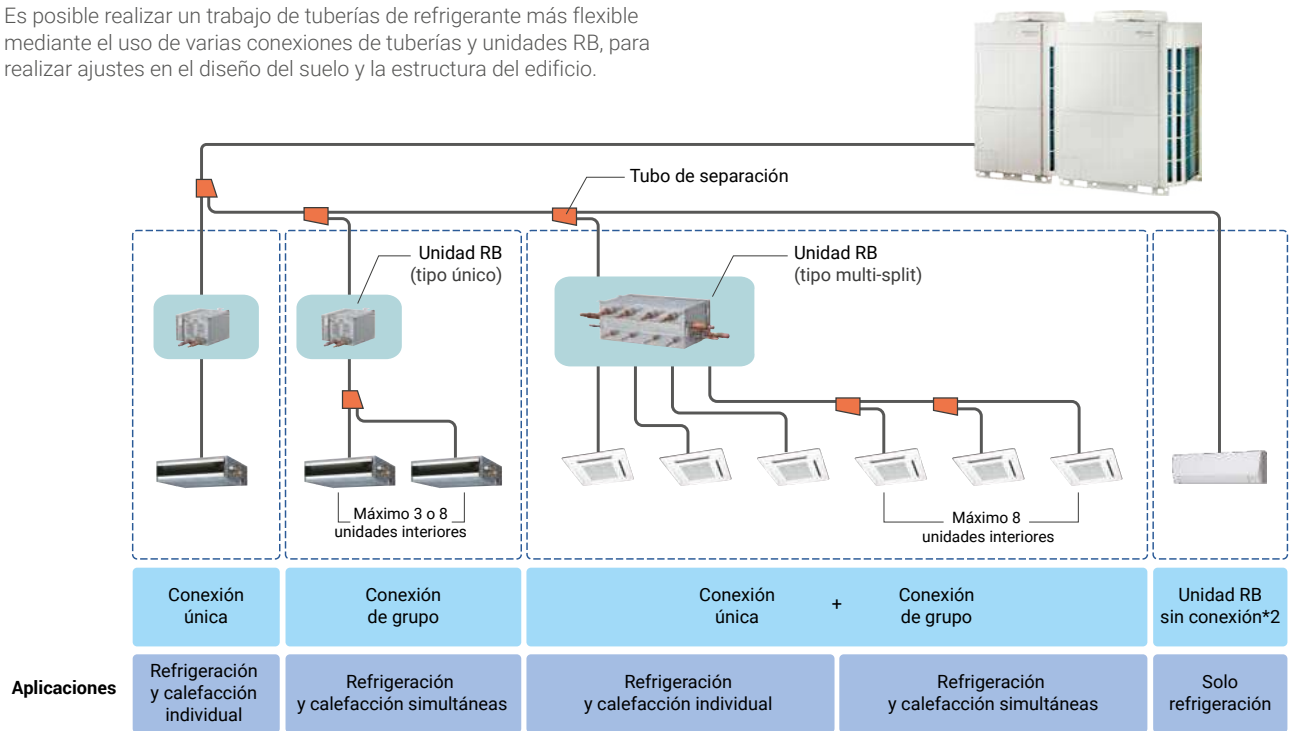 Es posible realizar un trabajo de tuberías de refrigerante más flexible
mediante el uso de varias conexiones de tuberías y unidades RB, para
realizar ajustes en el diseño del suelo y la estructura del edificio.
Tubo de separación
Unidad RB
(tipo único)
Unidad RB
(tipo multi-split)
Máximo 3 o 8
unidades interiores
Máximo 8
unidades interiores
Conexión
única
Conexión
de grupo
Conexión
única
+
Conexión
de grupo
Unidad RB
sin conexión*2
Aplicaciones
Refrigeración
y calefacción
individual
Refrigeración
y calefacción simultáneas
Refrigeración
y calefacción individual
Refrigeración
y calefacción simultáneas
Solo
refrigeración